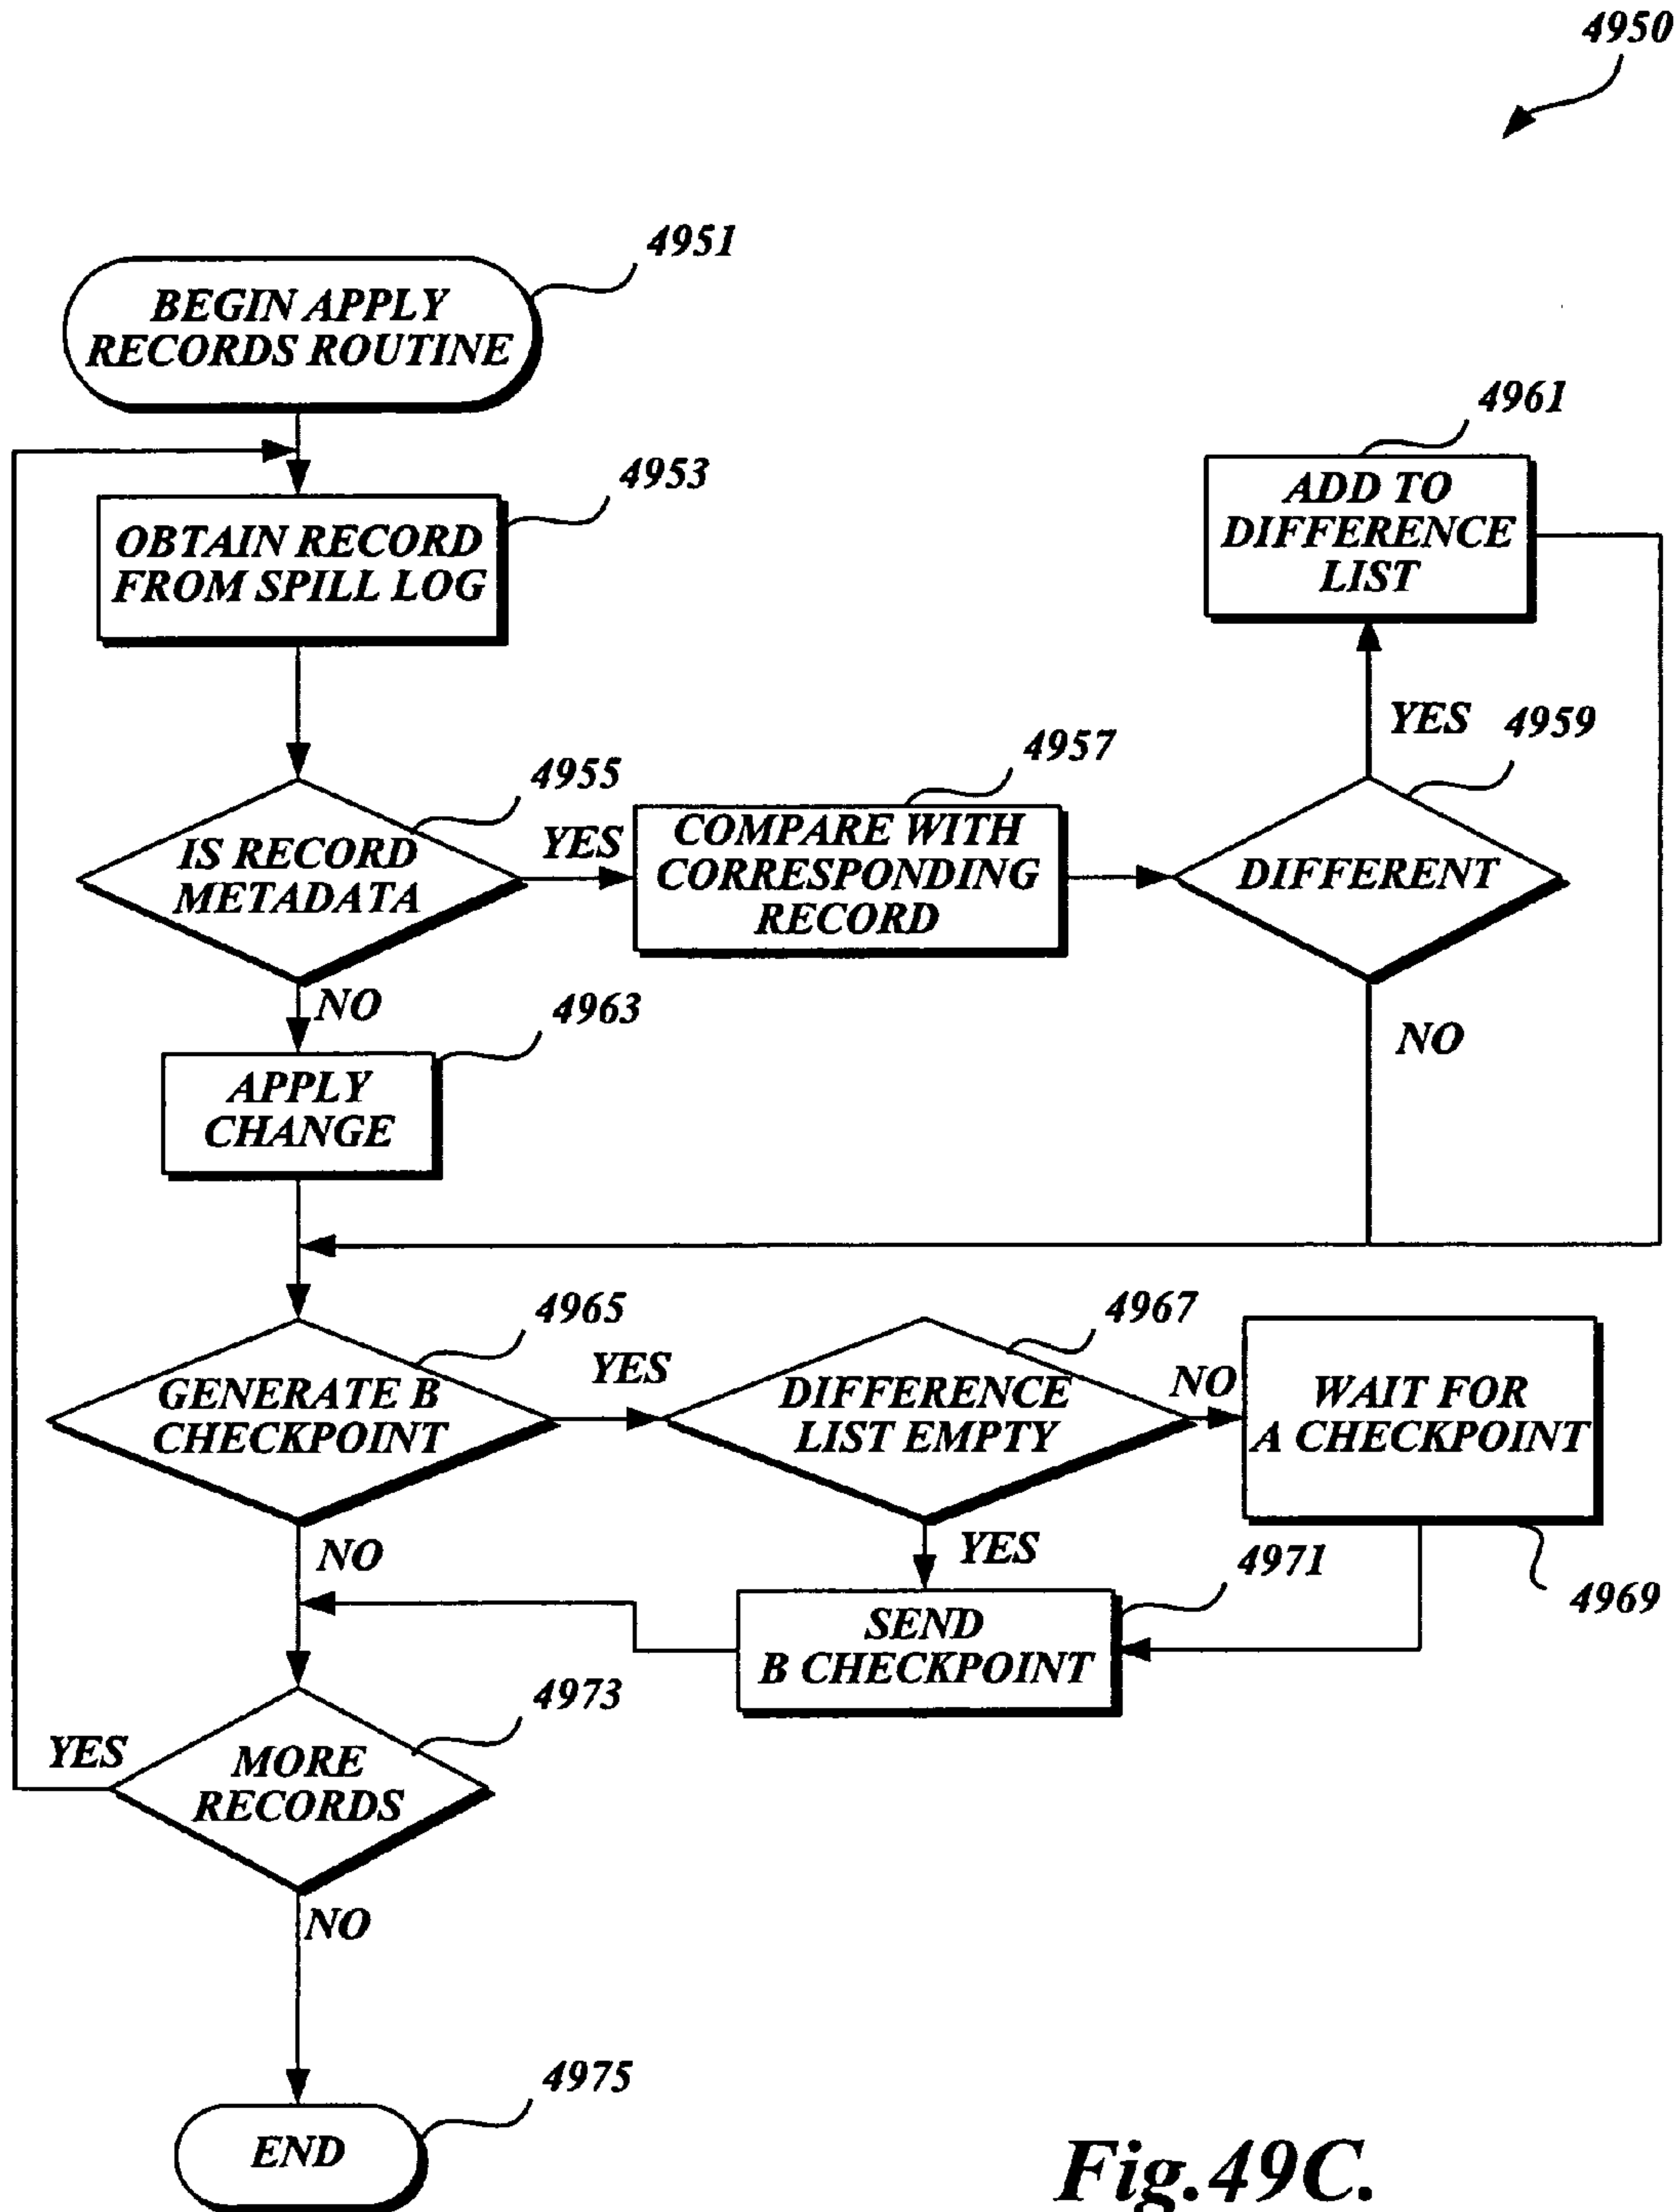 4950
4951
BEGIN APPLY
RECORDS ROUTINE
4953
OBTAIN RECORD
FROM SPILL LOG
4961
ADD TO
DIFFERENCE
LIST
YES
4959
4957
4955
IS RECORD
METADATA
YES
COMPARE WITH
CORRESPONDING
RECORD
DIFFERENT
NO
NO
4963
APPLY
CHANGE
4965
GENERATE B
CHECKPOINT
YES
4967
DIFFERENCE
LIST EMPTY
NO
WAIT FOR
A CHECKPOINT
4969
NO
YES
4971
SEND
B CHECKPOINT
4973
YES
MORE
RECORDS
NO
4975
END
Fig.49C.